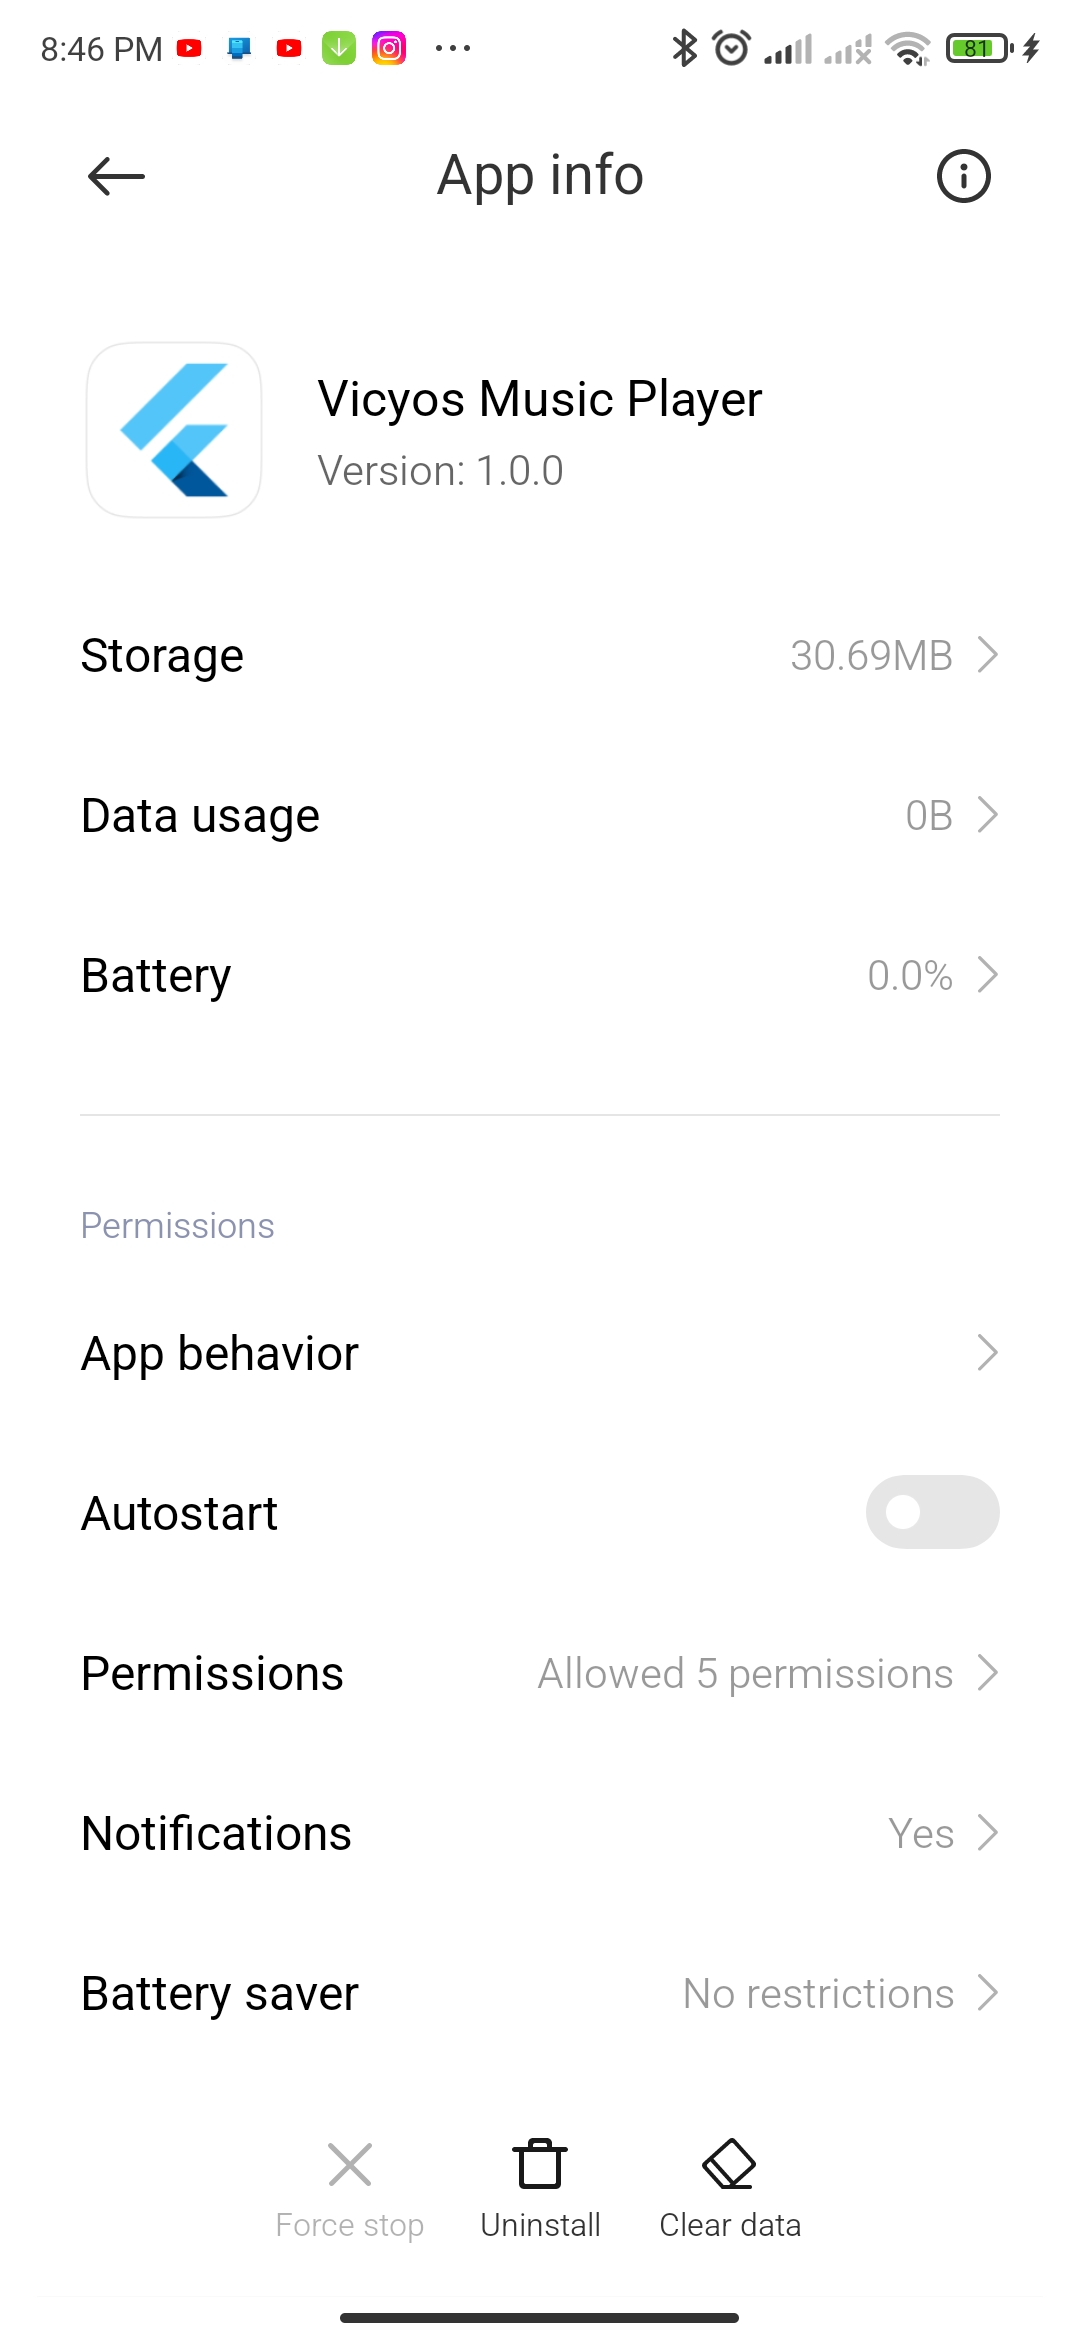 8:46 PM 81
App info
Vicyos Music Player
Version: 1.0.0
Storage 30.69MB
Data usage 0B
Battery 0.0%
Permissions
App behavior
Autostart
Permissions Allowed 5 permissions
Notifications Yes
Battery saver No restrictions
Force stop Uninstall Clear data